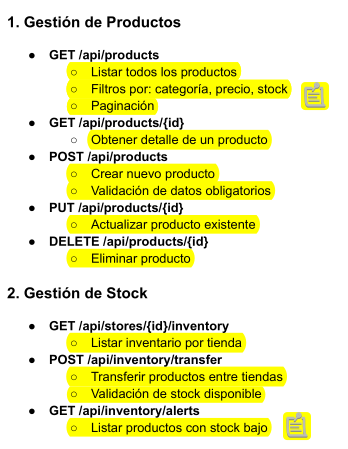 1. Gestión de Productos
● GET /api/products
○ Listar todos los productos
○ Filtros por: categoría, precio, stock
○ Paginación
● GET /api/products/{id}
○ Obtener detalle de un producto
● POST /api/products
○ Crear nuevo producto
○ Validación de datos obligatorios
● PUT /api/products/{id}
○ Actualizar producto existente
● DELETE /api/products/{id}
○ Eliminar producto
2. Gestión de Stock
● GET /api/stores/{id}/inventory
○ Listar inventario por tienda
● POST /api/inventory/transfer
○ Transferir productos entre tiendas
○ Validación de stock disponible
● GET /api/inventory/alerts
○ Listar productos con stock bajo